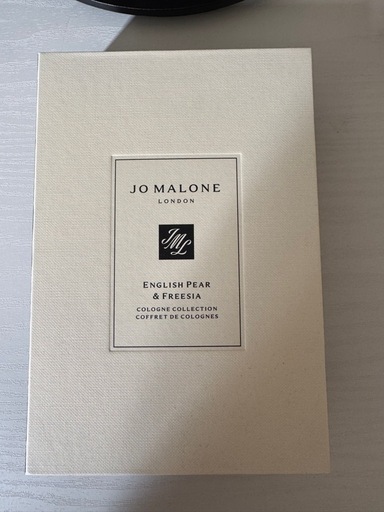 JO MALONE
LONDON
JML
ENGLISH PEAR
& FREESIA
COLOGNE COLLECTION
COFFRET DE COLOGNES